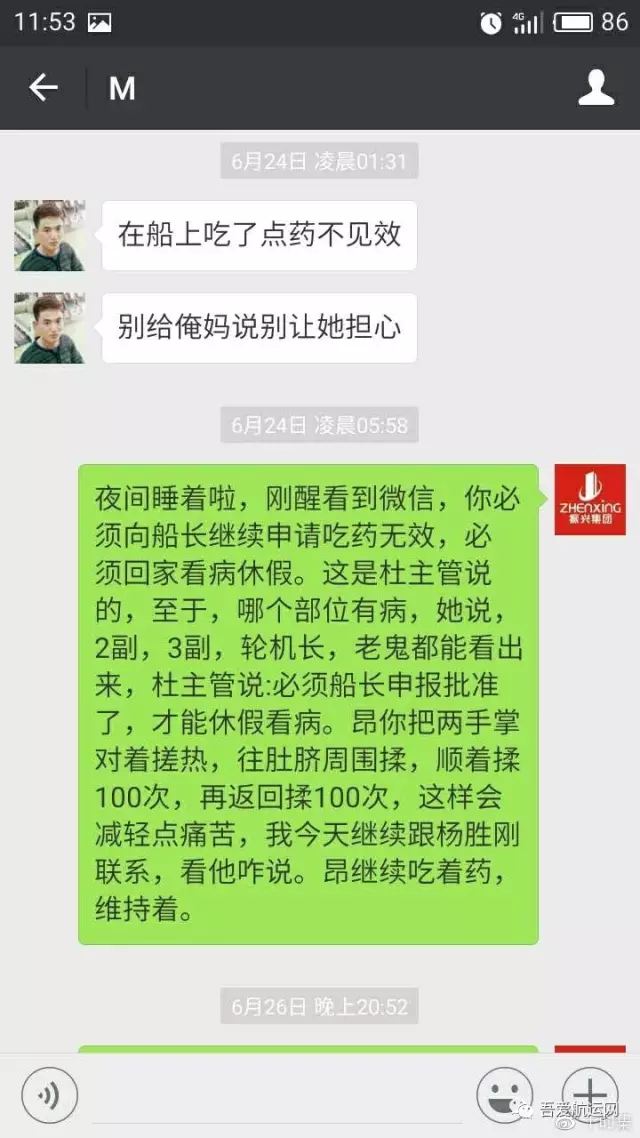 11:53
4G
86
M
6月24日 凌晨01:31
在船上吃了点药不见效
别给俺妈说别让她担心
6月24日 凌晨05:58
ZHENXING
振兴集团
夜间睡着啦，刚醒看到微信，你必
须向船长继续申请吃药无效，必
须回家看病休假。这是杜主管说
的，至于，哪个部位有病，她说，
2副，3副，轮机长，老鬼都能看出
来，杜主管说:必须船长申报批准
了，才能休假看病。昂你把两手掌
对着搓热，往肚脐周围揉，顺着揉
100次，再返回揉100次，这样会
减轻点痛苦，我今天继续跟杨胜刚
联系，看他咋说。昂继续吃着药，
维持着。
6月26日 晚上20:52
吾爱航运网